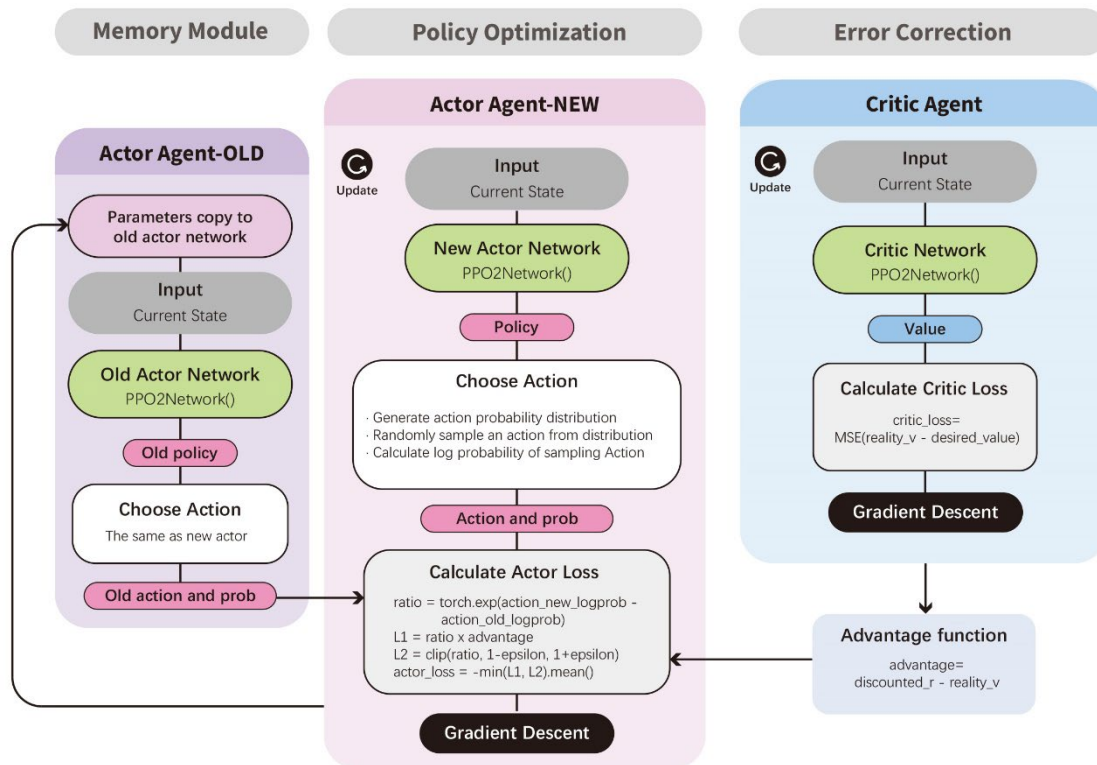 Memory Module
Policy Optimization
Error Correction
Actor Agent-OLD
Parameters copy to
old actor network
Input
Current State
Old Actor Network
PPO2Network()
Old policy
Choose Action
The same as new actor
Old action and prob
Actor Agent-NEW
Update
Input
Current State
New Actor Network
PPO2Network()
Policy
Choose Action
· Generate action probability distribution
· Randomly sample an action from distribution
· Calculate log probability of sampling Action
Action and prob
Calculate Actor Loss
ratio = torch.exp(action_new_logprob -
action_old_logprob)
L1 = ratio x advantage
L2 = clip(ratio, 1-epsilon, 1+epsilon)
actor_loss = -min(L1, L2).mean()
Gradient Descent
Critic Agent
Update
Input
Current State
Critic Network
PPO2Network()
Value
Calculate Critic Loss
critic_loss=
MSE(reality_v - desired_value)
Gradient Descent
Advantage function
advantage=
discounted_r - reality_v